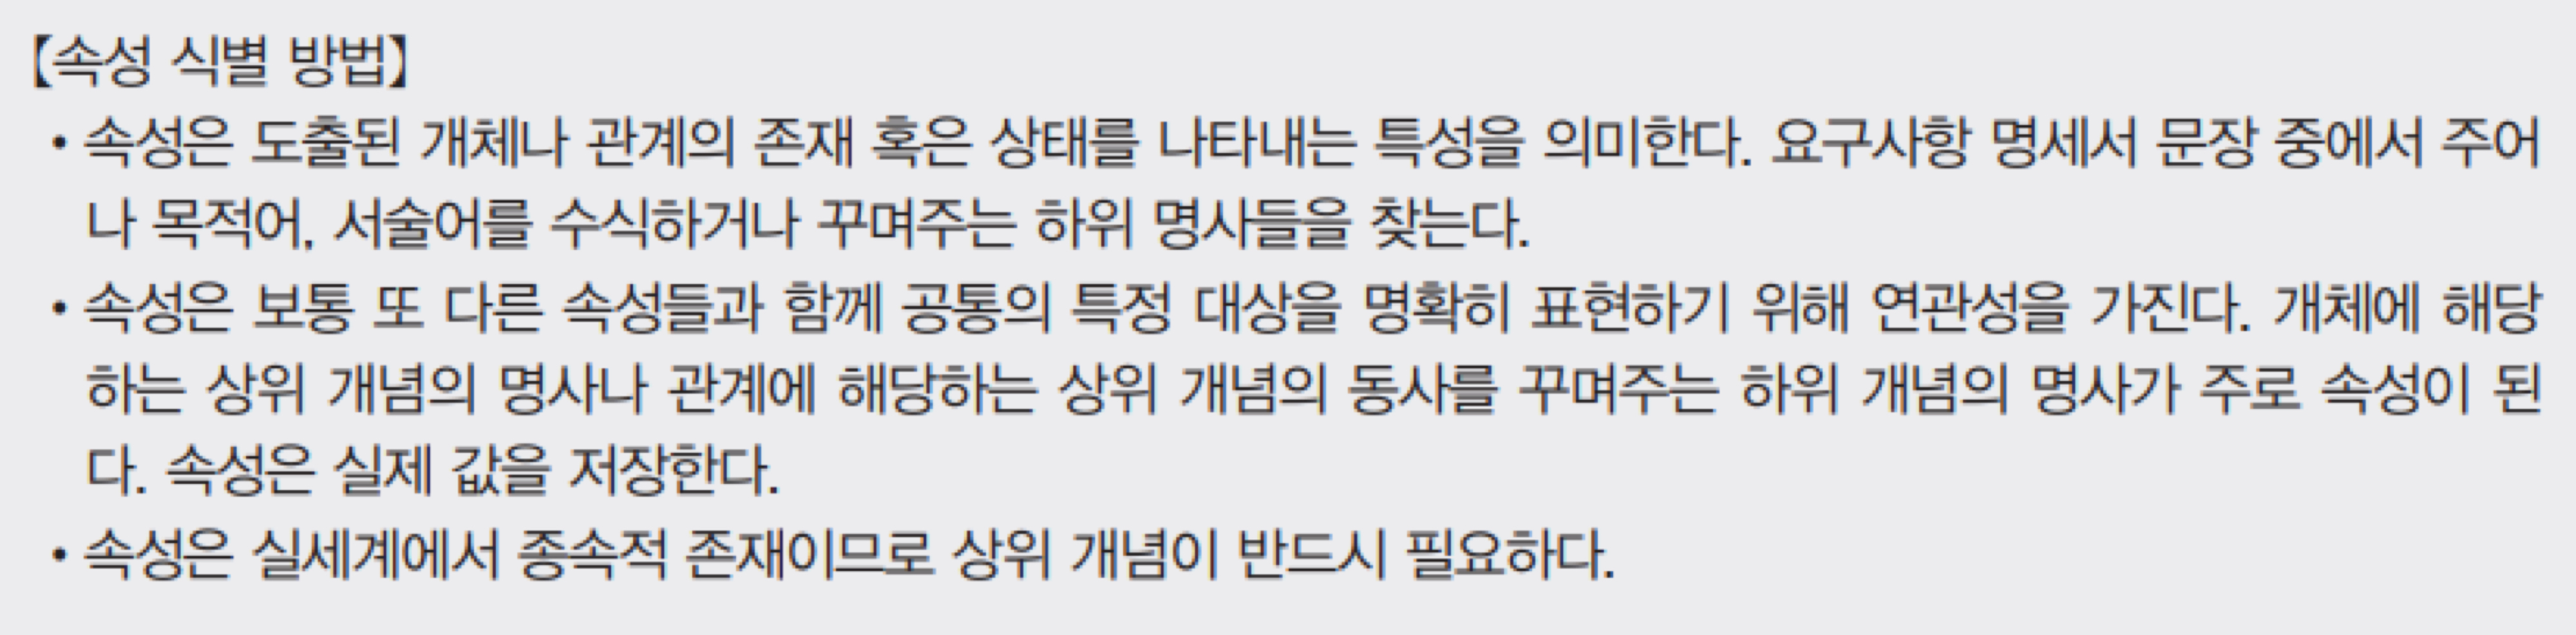 【속성 식별 방법】
• 속성은 도출된 개체나 관계의 존재 혹은 상태를 나타내는 특성을 의미한다. 요구사항 명세서 문장 중에서 주어
나 목적어, 서술어를 수식하거나 꾸며주는 하위 명사들을 찾는다.
• 속성은 보통 또 다른 속성들과 함께 공통의 특정 대상을 명확히 표현하기 위해 연관성을 가진다. 개체에 해당
하는 상위 개념의 명사나 관계에 해당하는 상위 개념의 동사를 꾸며주는 하위 개념의 명사가 주로 속성이 된
다. 속성은 실제 값을 저장한다.
• 속성은 실세계에서 종속적 존재이므로 상위 개념이 반드시 필요하다.